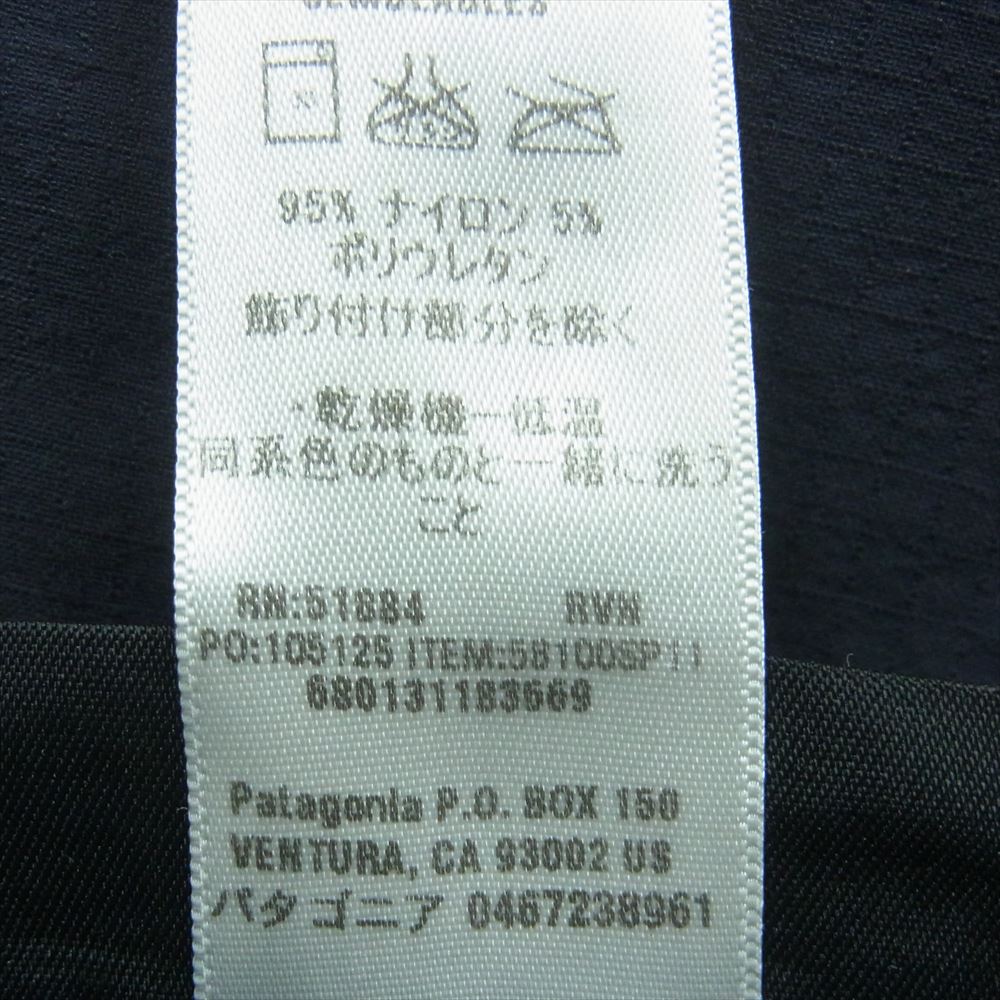 95% ナイロン 5%
ポリウレタン
飾り付け部分を除く
・乾燥機一低温
同系色のものと一緒に洗う
こと
RN:51884 RVN
PO:105125 ITEM:58100SP11
680131183669
Patagonia P.O. BOX 150
VENTURA, CA 93002 US
パタゴニア 0467238961